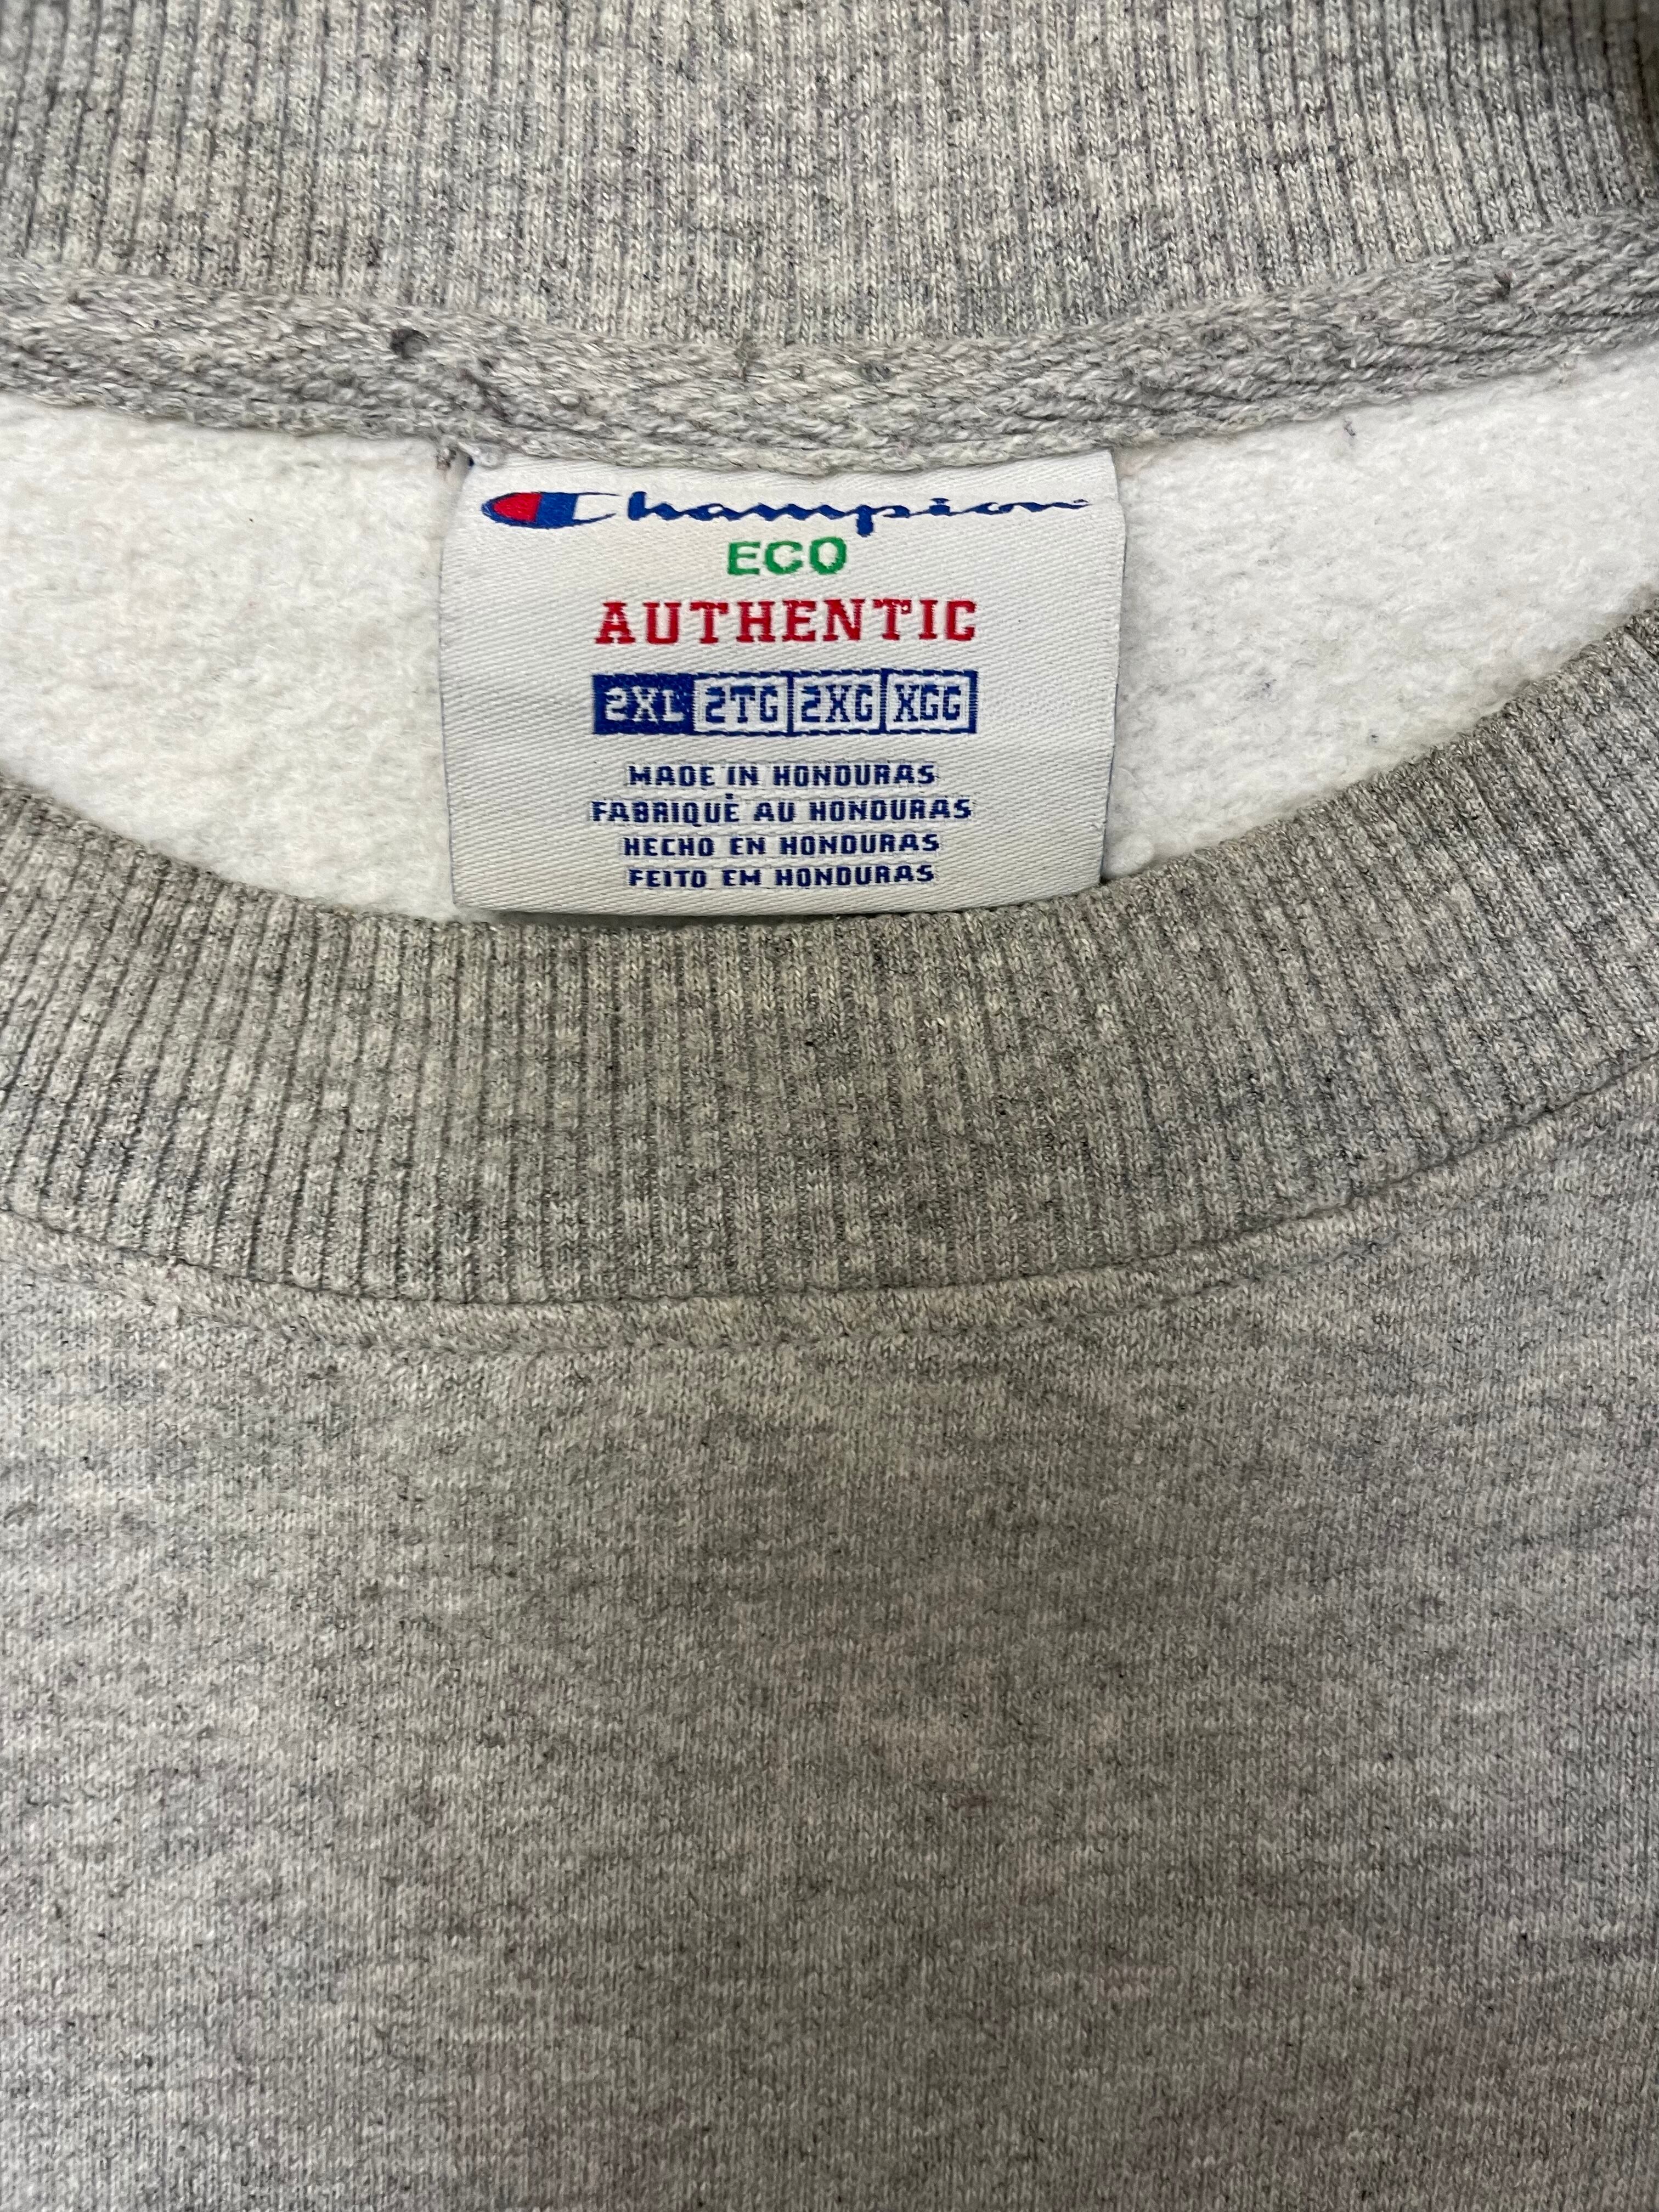 Champion
ECO
AUTHENTIC
2XL 2TG 2XG XGG
MADE IN HONDURAS
FABRIQUÉ AU HONDURAS
HECHO EN HONDURAS
FEITO EM HONDURAS